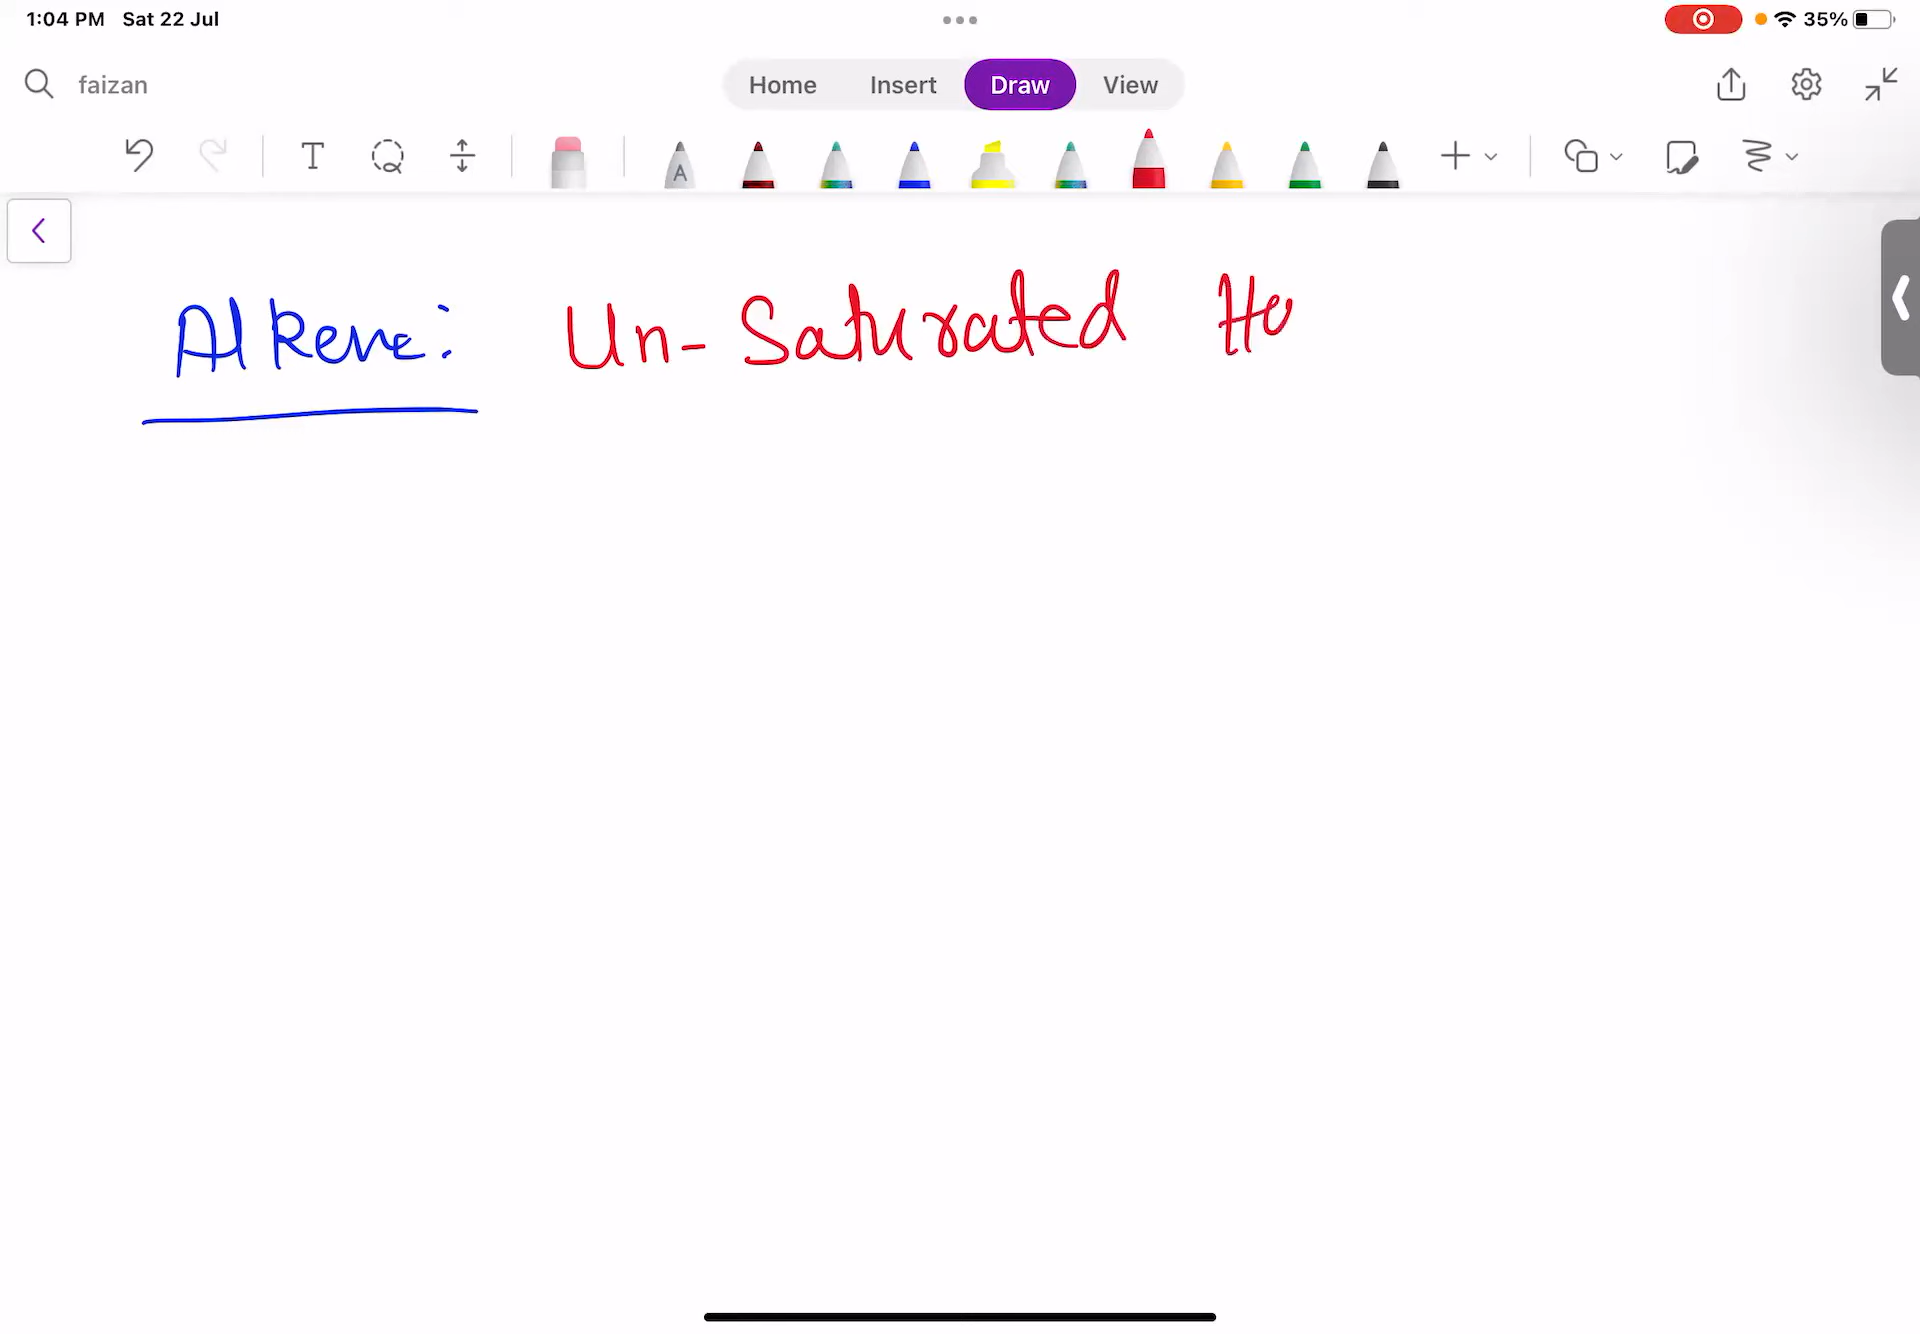 1:04 PM Sat 22 Jul
35%
faizan
Home Insert Draw View
T
A
Alkene: Un-Saturated